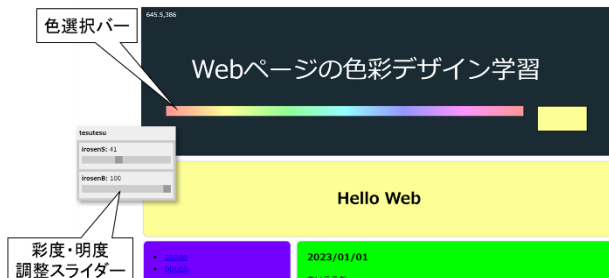 645.5,386
色選択バー
Webページの色彩デザイン学習
tesutesu
irosenS: 41
irosenB: 100
Hello Web
彩度・明度
調整スライダー
2023/01/01